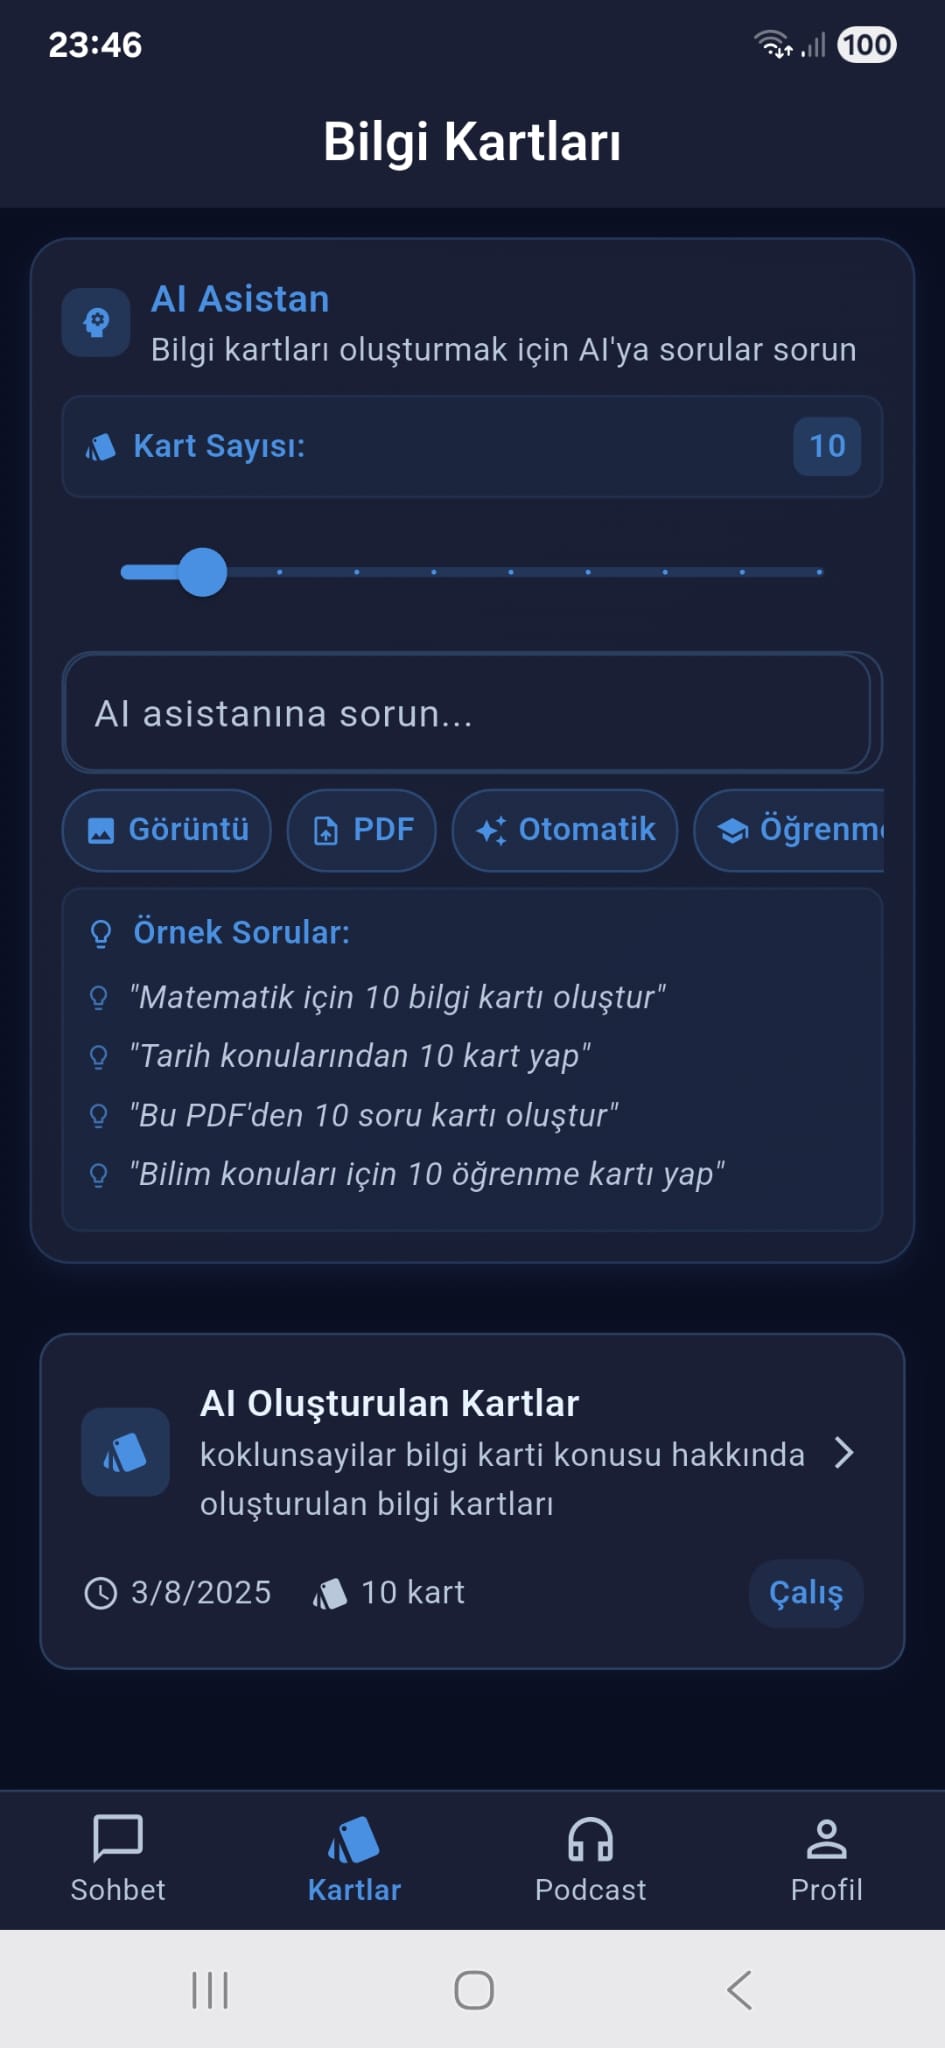 23:46
100
Bilgi Kartları
AI Asistan
Bilgi kartları oluşturmak için AI'ya sorular sorun
Kart Sayısı:
10
AI asistanına sorun...
Görüntü
PDF
Otomatik
Öğrenme
Örnek Sorular:
"Matematik için 10 bilgi kartı oluştur"
"Tarih konularından 10 kart yap"
"Bu PDF'den 10 soru kartı oluştur"
"Bilim konuları için 10 öğrenme kartı yap"
AI Oluşturulan Kartlar
koklunsayilar bilgi karti konusu hakkında
oluşturulan bilgi kartları
3/8/2025
10 kart
Çalış
Sohbet
Kartlar
Podcast
Profil